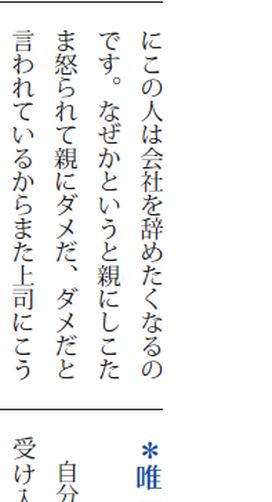 にこの人は会社を辞めたくなるの
です。なぜかというと親にしこた
ま怒られて親にダメだ、ダメだと
言われているからまた上司にこう
＊唯
自分
受け入